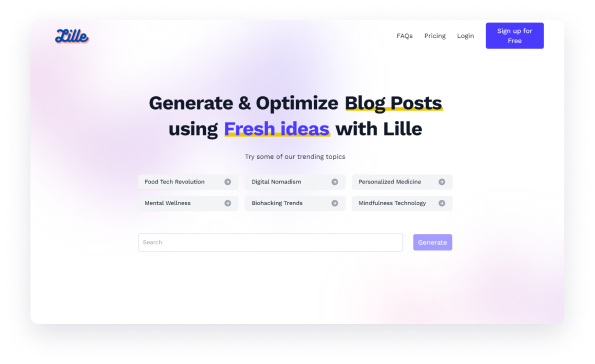 Lille
FAQs Pricing Login Sign up for
Free
Generate & Optimize Blog Posts
using Fresh ideas with Lille
Try some of our trending topics
Food Tech Revolution Digital Nomadism Personalized Medicine
Mental Wellness Biohacking Trends Mindfulness Technology
Search Generate